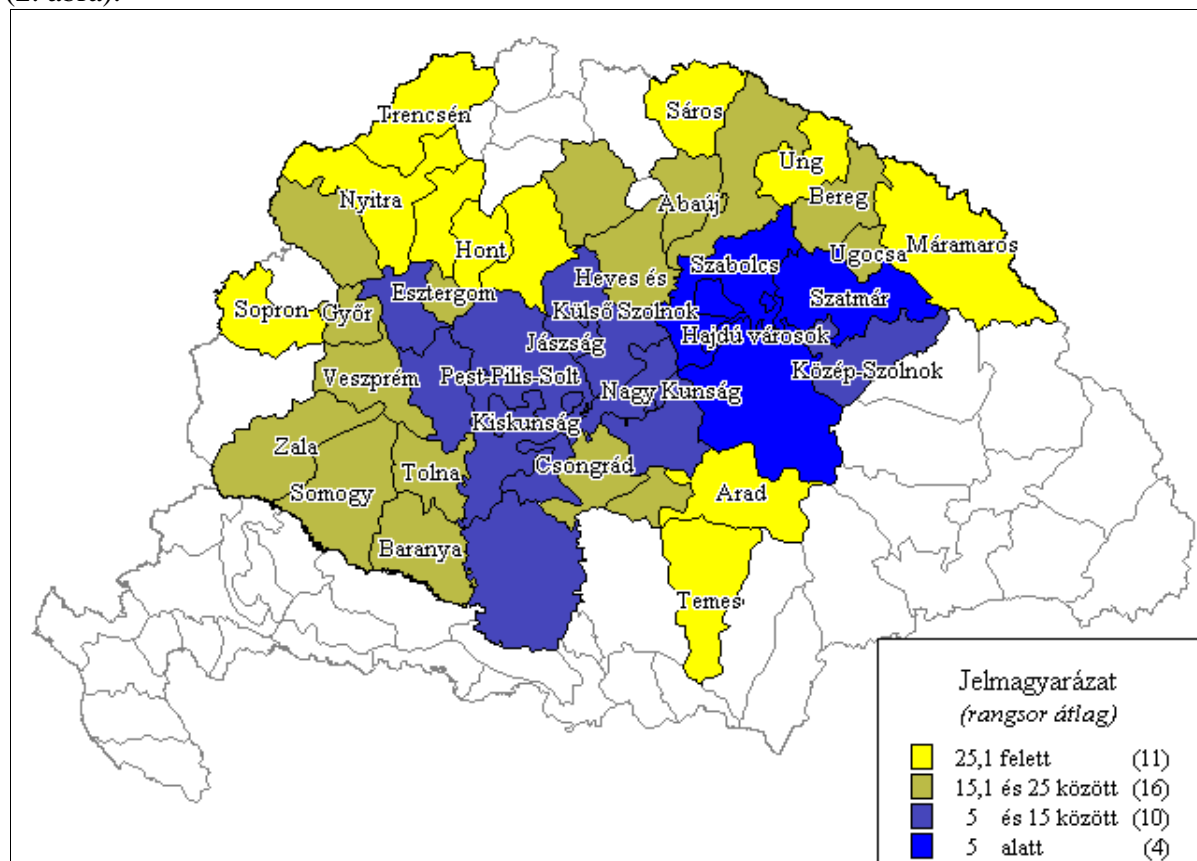 (2. ábra).
Trencsén
Sáros
Ung
Nyitra
Abaúj
Bereg
Hont
Ugocsa
Máramaros
Szabolcs
Heves és
Esztergom
Szatmár
Sopron
Győr
Külső Szolnok
Hajdú városok
Jászság
Közép-Szolnok
Veszprém
Pest-Pilis-Solt
Nagy Kunság
Kiskunság
Zala
Tolna
Csongrád
Somogy
Arad
Baranya
Temes
Jelmagyarázat
(rangsor átlag)
25,1 felett (11)
15,1 és 25 között (16)
5 és 15 között (10)
5 alatt (4)